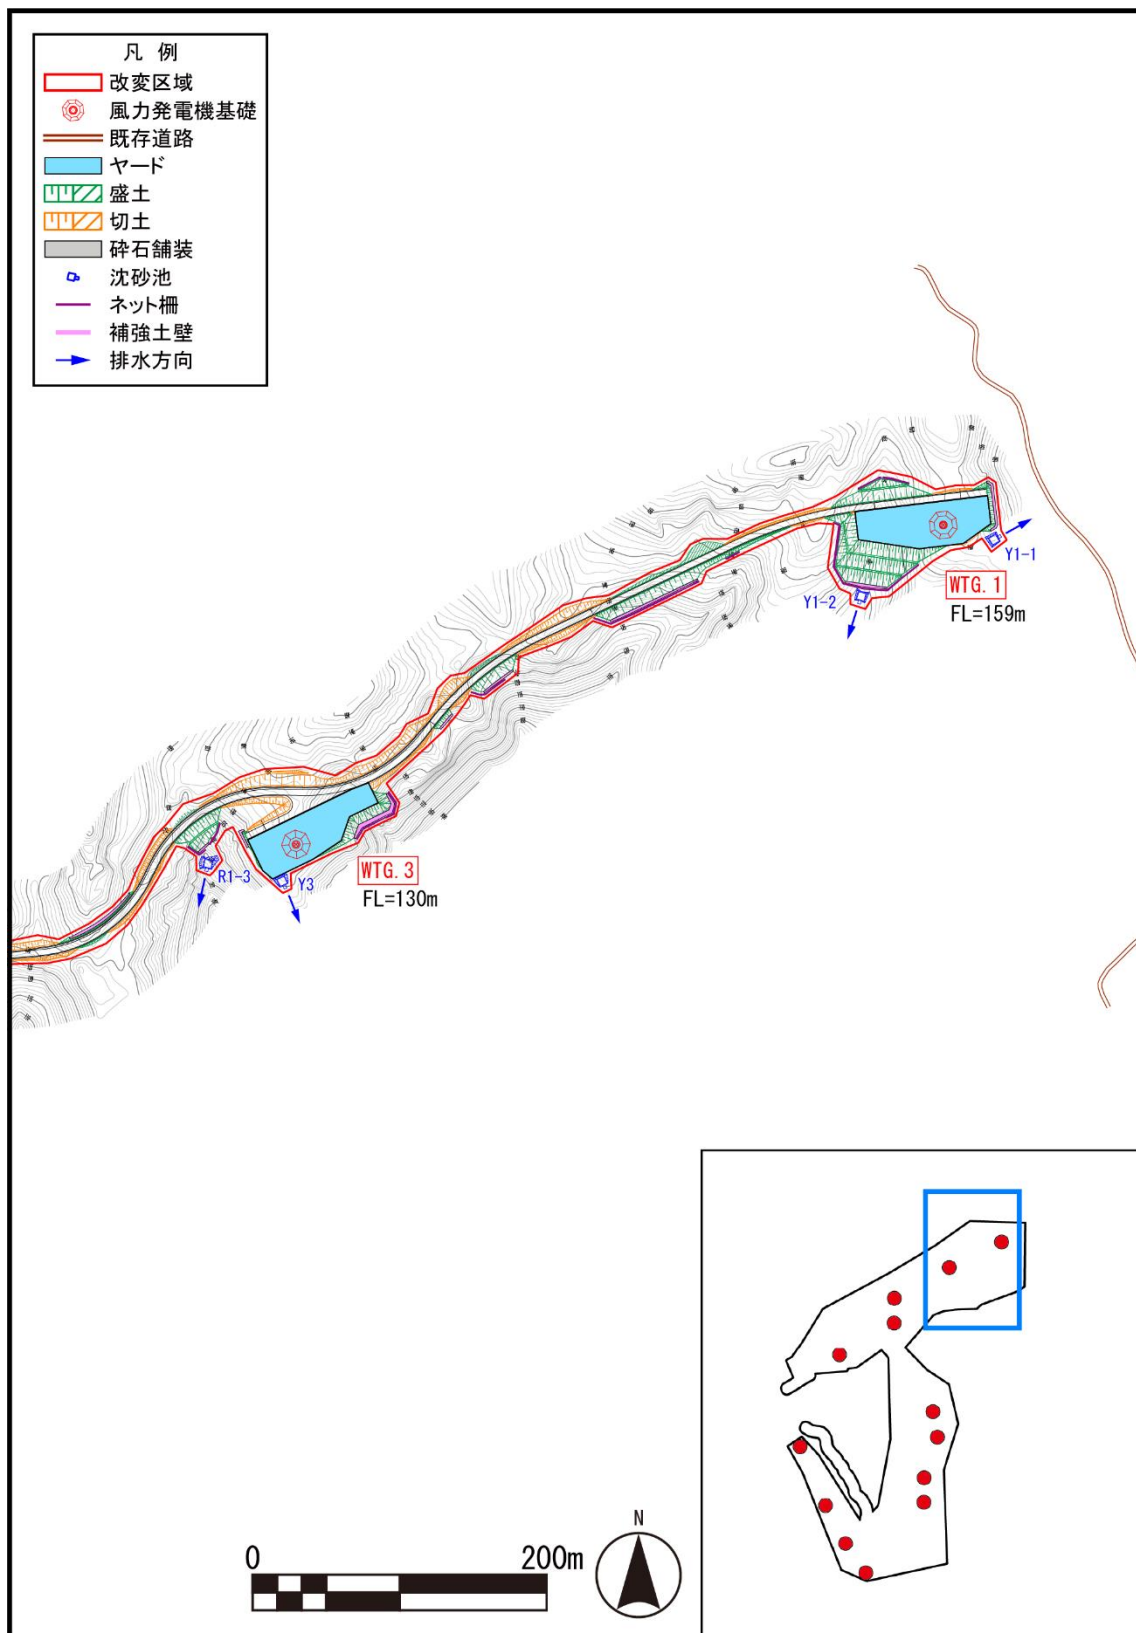 凡 例
改変区域
風力発電機基礎
既存道路
ヤード
盛土
切土
砕石舗装
沈砂池
ネット柵
補強土壁
排水方向
Y1-1
WTG. 1
Y1-2
FL=159m
WTG. 3
R1-3
Y3
FL=130m
N
0
200m